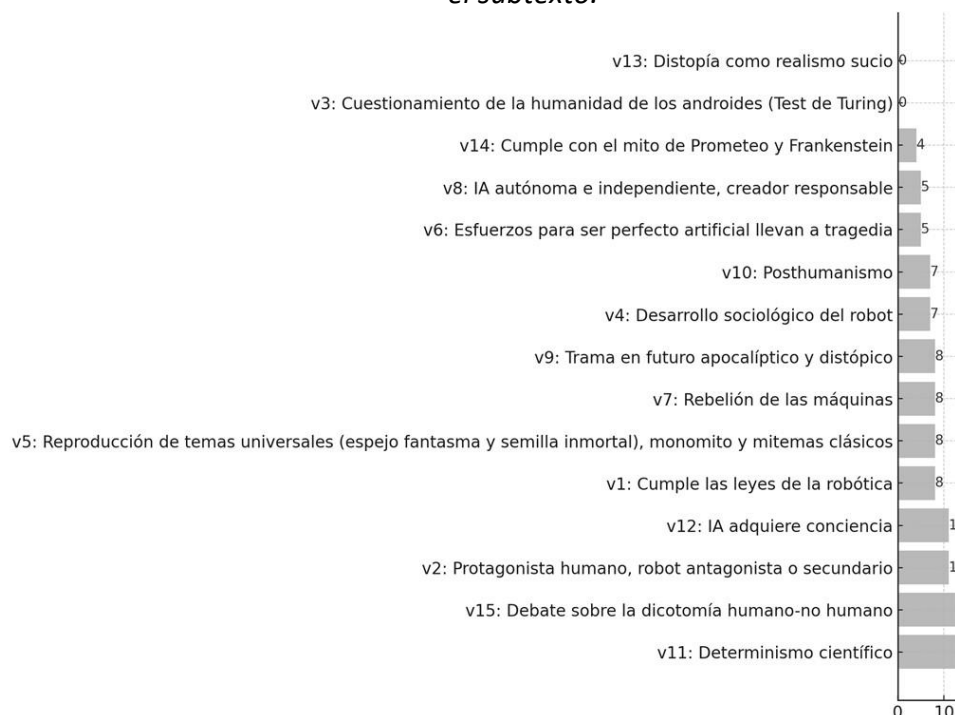 el subtexto.
v13: Distopía como realismo sucio 0
v3: Cuestionamiento de la humanidad de los androides (Test de Turing) 0
v14: Cumple con el mito de Prometeo y Frankenstein 4
v8: IA autónoma e independiente, creador responsable 5
v6: Esfuerzos para ser perfecto artificial llevan a tragedia 5
v10: Posthumanismo 7
v4: Desarrollo sociológico del robot 7
v9: Trama en futuro apocalíptico y distópico 8
v7: Rebelión de las máquinas 8
v5: Reproducción de temas universales (espejo fantasma y semilla inmortal), monomito y mitemas clásicos 8
v1: Cumple las leyes de la robótica 8
v12: IA adquiere conciencia 1
v2: Protagonista humano, robot antagonista o secundario 1
v15: Debate sobre la dicotomía humano-no humano
v11: Determinismo científico
0 10